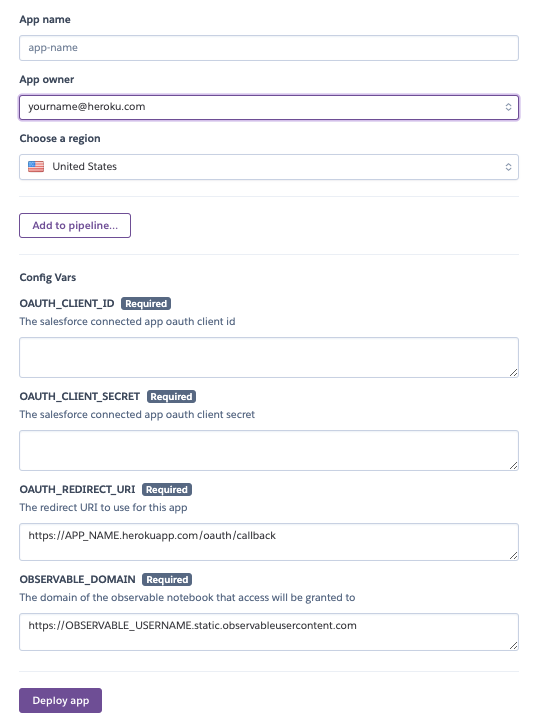 App name
app-name
App owner
yourname@heroku.com
Choose a region
United States
Add to pipeline...
Config Vars
OAUTH_CLIENT_ID Required
The salesforce connected app oauth client id
OAUTH_CLIENT_SECRET Required
The salesforce connected app oauth client secret
OAUTH_REDIRECT_URI Required
The redirect URI to use for this app
https://APP_NAME.herokuapp.com/oauth/callback
OBSERVABLE_DOMAIN Required
The domain of the observable notebook that access will be granted to
https://OBSERVABLE_USERNAME.static.observableusercontent.com
Deploy app